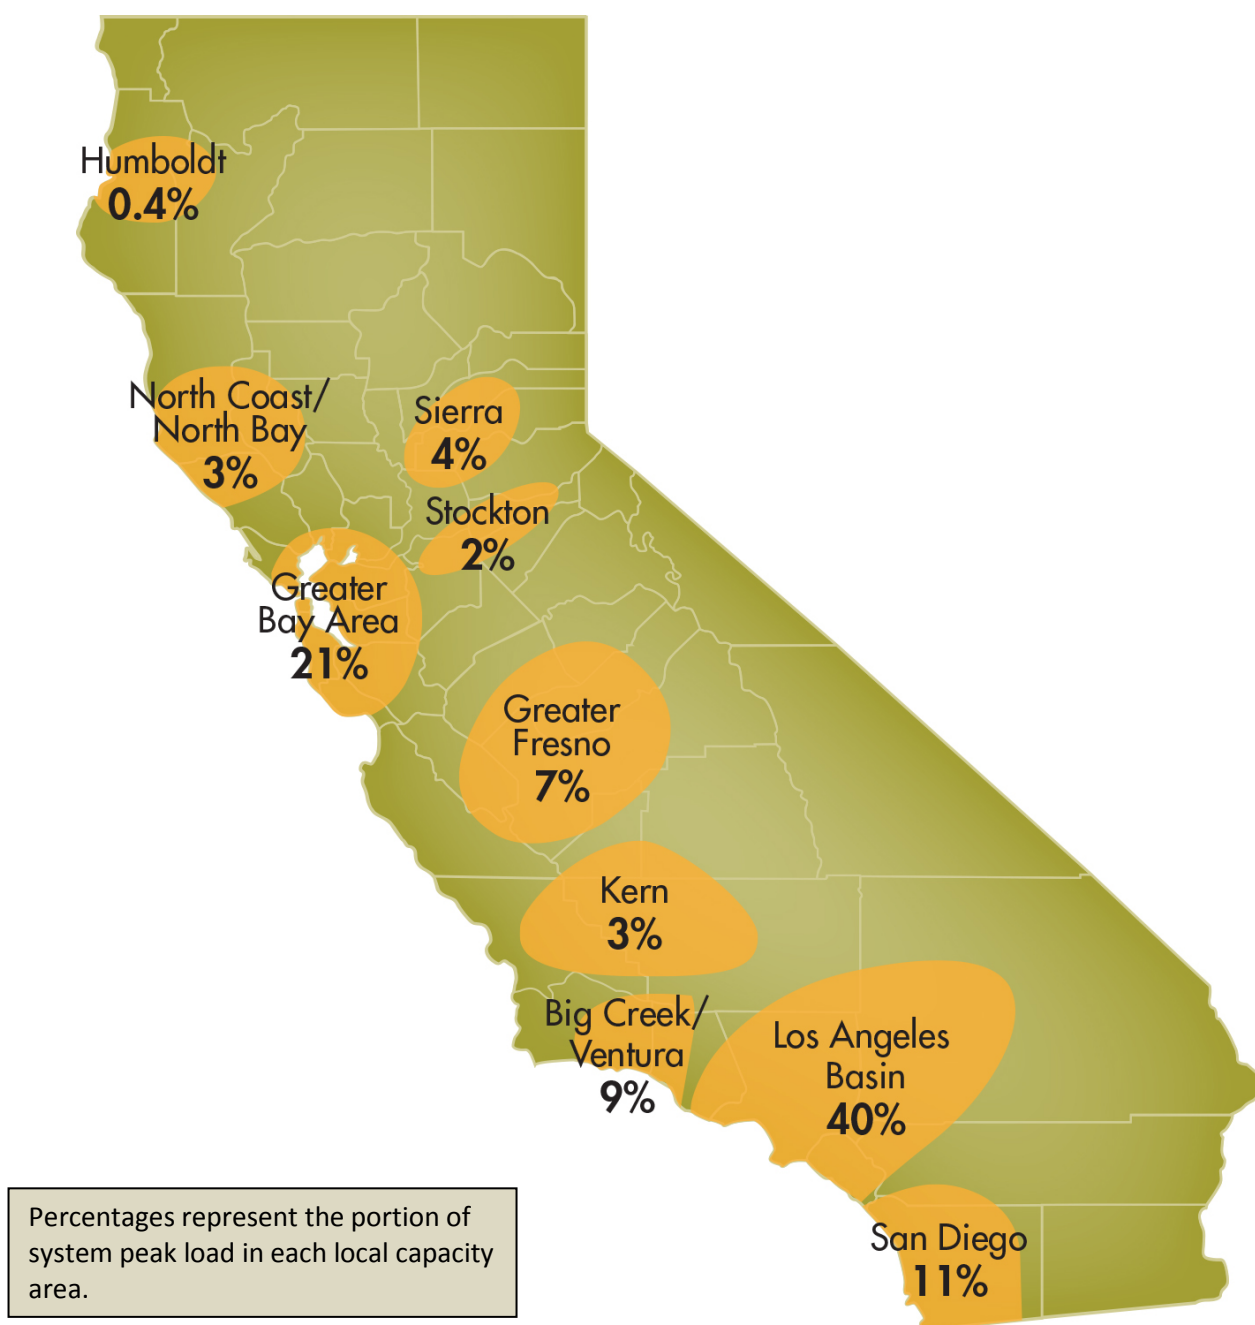 Humboldt
0.4%
North Coast/
North Bay
3%
Sierra
4%
Stockton
2%
Greater
Bay Area
21%
Greater
Fresno
7%
Kern
3%
Big Creek/
Ventura
9%
Los Angeles
Basin
40%
San Diego
11%
Percentages represent the portion of
system peak load in each local capacity
area.